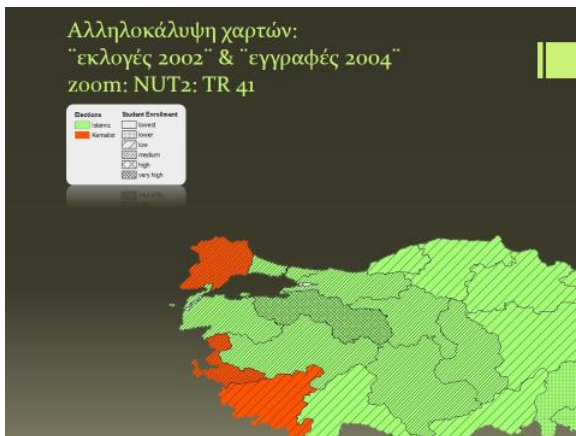 Αλληλοκάλυψη χαρτών:
¨εκλογές 2002¨ & ¨εγγραφές 2004¨
zoom: NUT2: TR 41
Elections
Islamic
Kemalist
Student Enrollment
lowest
lower
low
medium
high
very high